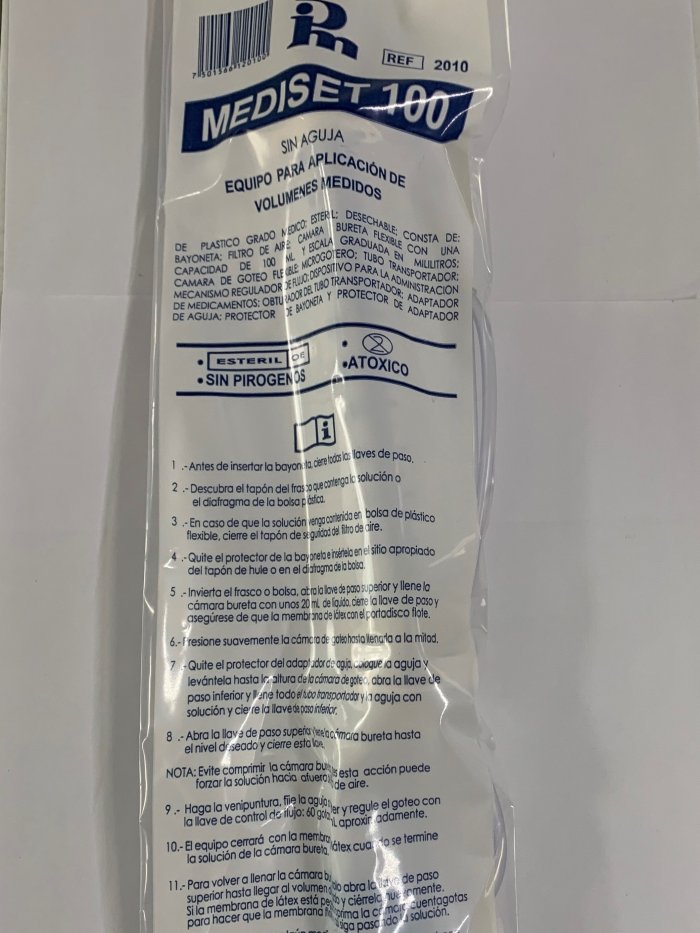 Pm
7 501566 120100
REF 2010
MEDISET 100
SIN AGUJA
EQUIPO PARA APLICACIÓN DE
VOLUMENES MEDIDOS
DE PLASTICO GRADO MEDICO; ESTERIL; DESECHABLE; CONSTA DE:
BAYONETA; FILTRO DE AIRE; CAMARA BURETA FLEXIBLE CON UNA
CAPACIDAD DE 100 ML Y ESCALA GRADUADA EN MILILITROS;
CAMARA DE GOTEO FLEXIBLE; MICROGOTERO; TUBO TRANSPORTADOR;
MECANISMO REGULADOR DE FLUJO; DISPOSITIVO PARA LA ADMINISTRACION
DE MEDICAMENTOS; OBTURADOR DEL TUBO TRANSPORTADOR; ADAPTADOR
DE AGUJA; PROTECTOR DE BAYONETA Y PROTECTOR DE ADAPTADOR
• ESTERIL OE • 2
• SIN PIROGENOS •ATOXICO
i
1 .- Antes de insertar la bayoneta, cierre todas las llaves de paso.
2 .- Descubra el tapón del frasco que contenga la solución o
el diafragma de la bolsa plástica.
3 .- En caso de que la solución venga contenida en bolsa de plástico
flexible, cierre el tapón de seguridad del filtro de aire.
4 .- Quite el protector de la bayoneta e insértela en el sitio apropiado
del tapón de hule o en el diafragma de la bolsa.
5 .- Invierta el frasco o bolsa, abra la llave de paso superior y llene la
cámara bureta con unos 20 mL de líquido, cierre la llave de paso y
asegúrese de que la membrana de látex con el portadisco flote.
6.- Presione suavemente la cámara de goteo hasta llenarla a la mitad.
7 .- Quite el protector del adaptador de aguja, coloque la aguja y
levántela hasta la altura de la cámara de goteo, abra la llave de
paso inferior y llene todo el tubo transportador y la aguja con
solución y cierre la llave de paso inferior.
8 .- Abra la llave de paso superior, llene la cámara bureta hasta
el nivel deseado y cierre esta llave.
NOTA: Evite comprimir la cámara esta acción puede
forzar la solución hacia afuera de aire.
9 .- Haga la venipuntura, fije la aguja y regule el goteo con
la llave de control de flujo: 60 aproximadamente.
10.- El equipo cerrará con la membrana látex cuando se termine
la solución de la cámara bureta.
11.- Para volver a llenar la cámara abra la llave de paso
superior hasta llegar al volumen y ciérrela nuevamente.
Si la membrana de látex está la cámara cuentagotas
para hacer que la membrana siga pasando la solución.